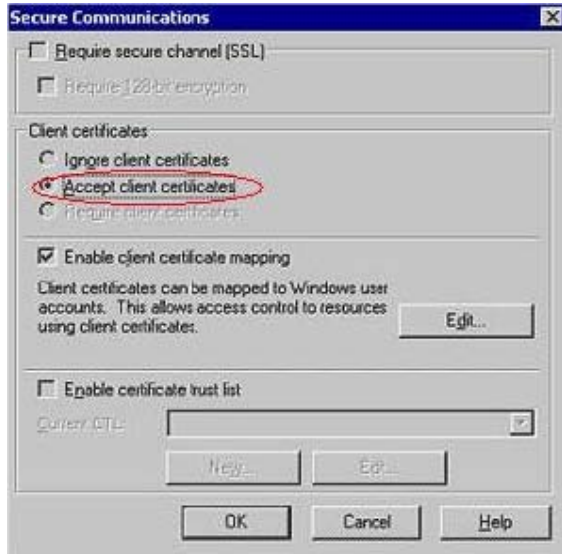 Secure Communications
Require secure channel (SSL)
Require 128-bit encryption
Client certificates
Ignore client certificates
Accept client certificates
Require client certificates
Enable client certificate mapping
Client certificates can be mapped to Windows user
accounts. This allows access control to resources
using client certificates.
Edit...
Enable certificate trust list
Current CTL:
New...
Edit...
OK
Cancel
Help